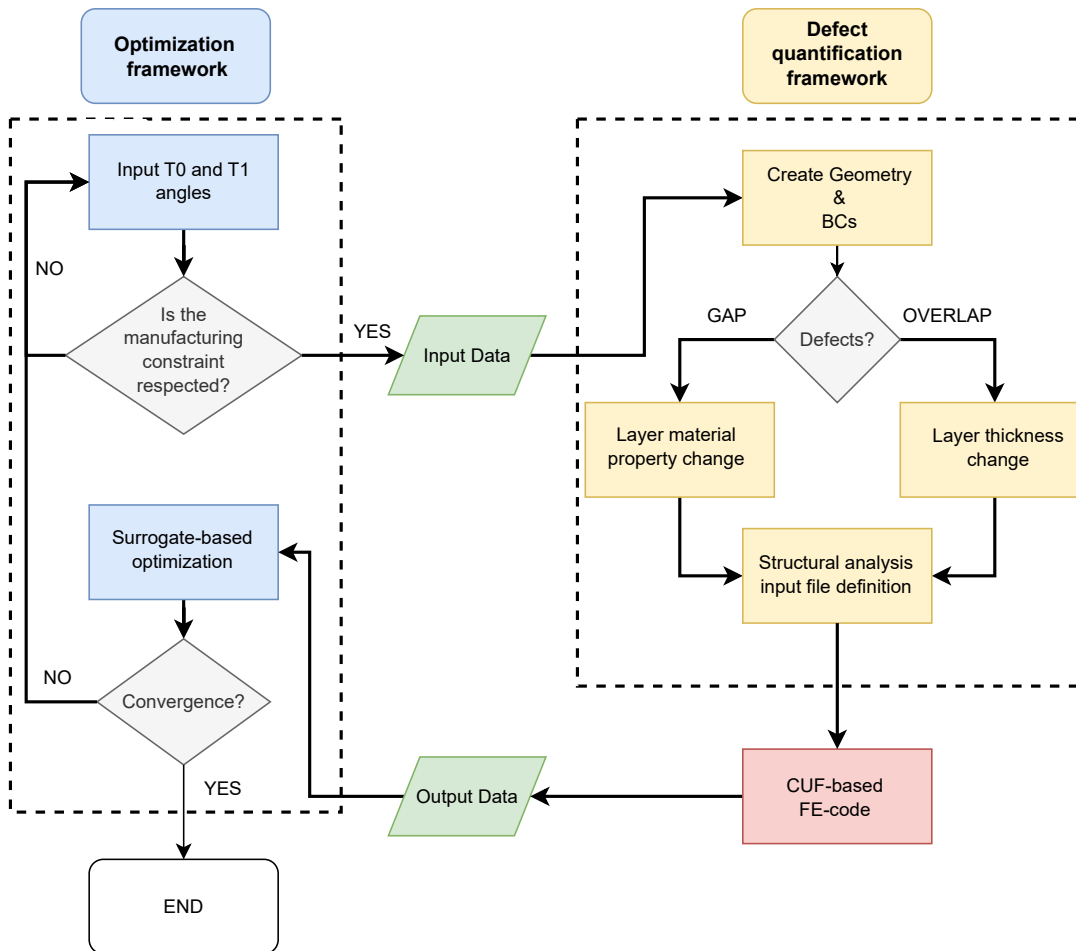 Optimization
framework
Defect
quantification
framework
Input T0 and T1
angles
NO
Is the
manufacturing
constraint
respected?
YES
Input Data
Create Geometry
&
BCs
GAP
Defects?
OVERLAP
Layer material
property change
Layer thickness
change
Structural analysis
input file definition
Surrogate-based
optimization
NO
Convergence?
YES
END
Output Data
CUF-based
FE-code